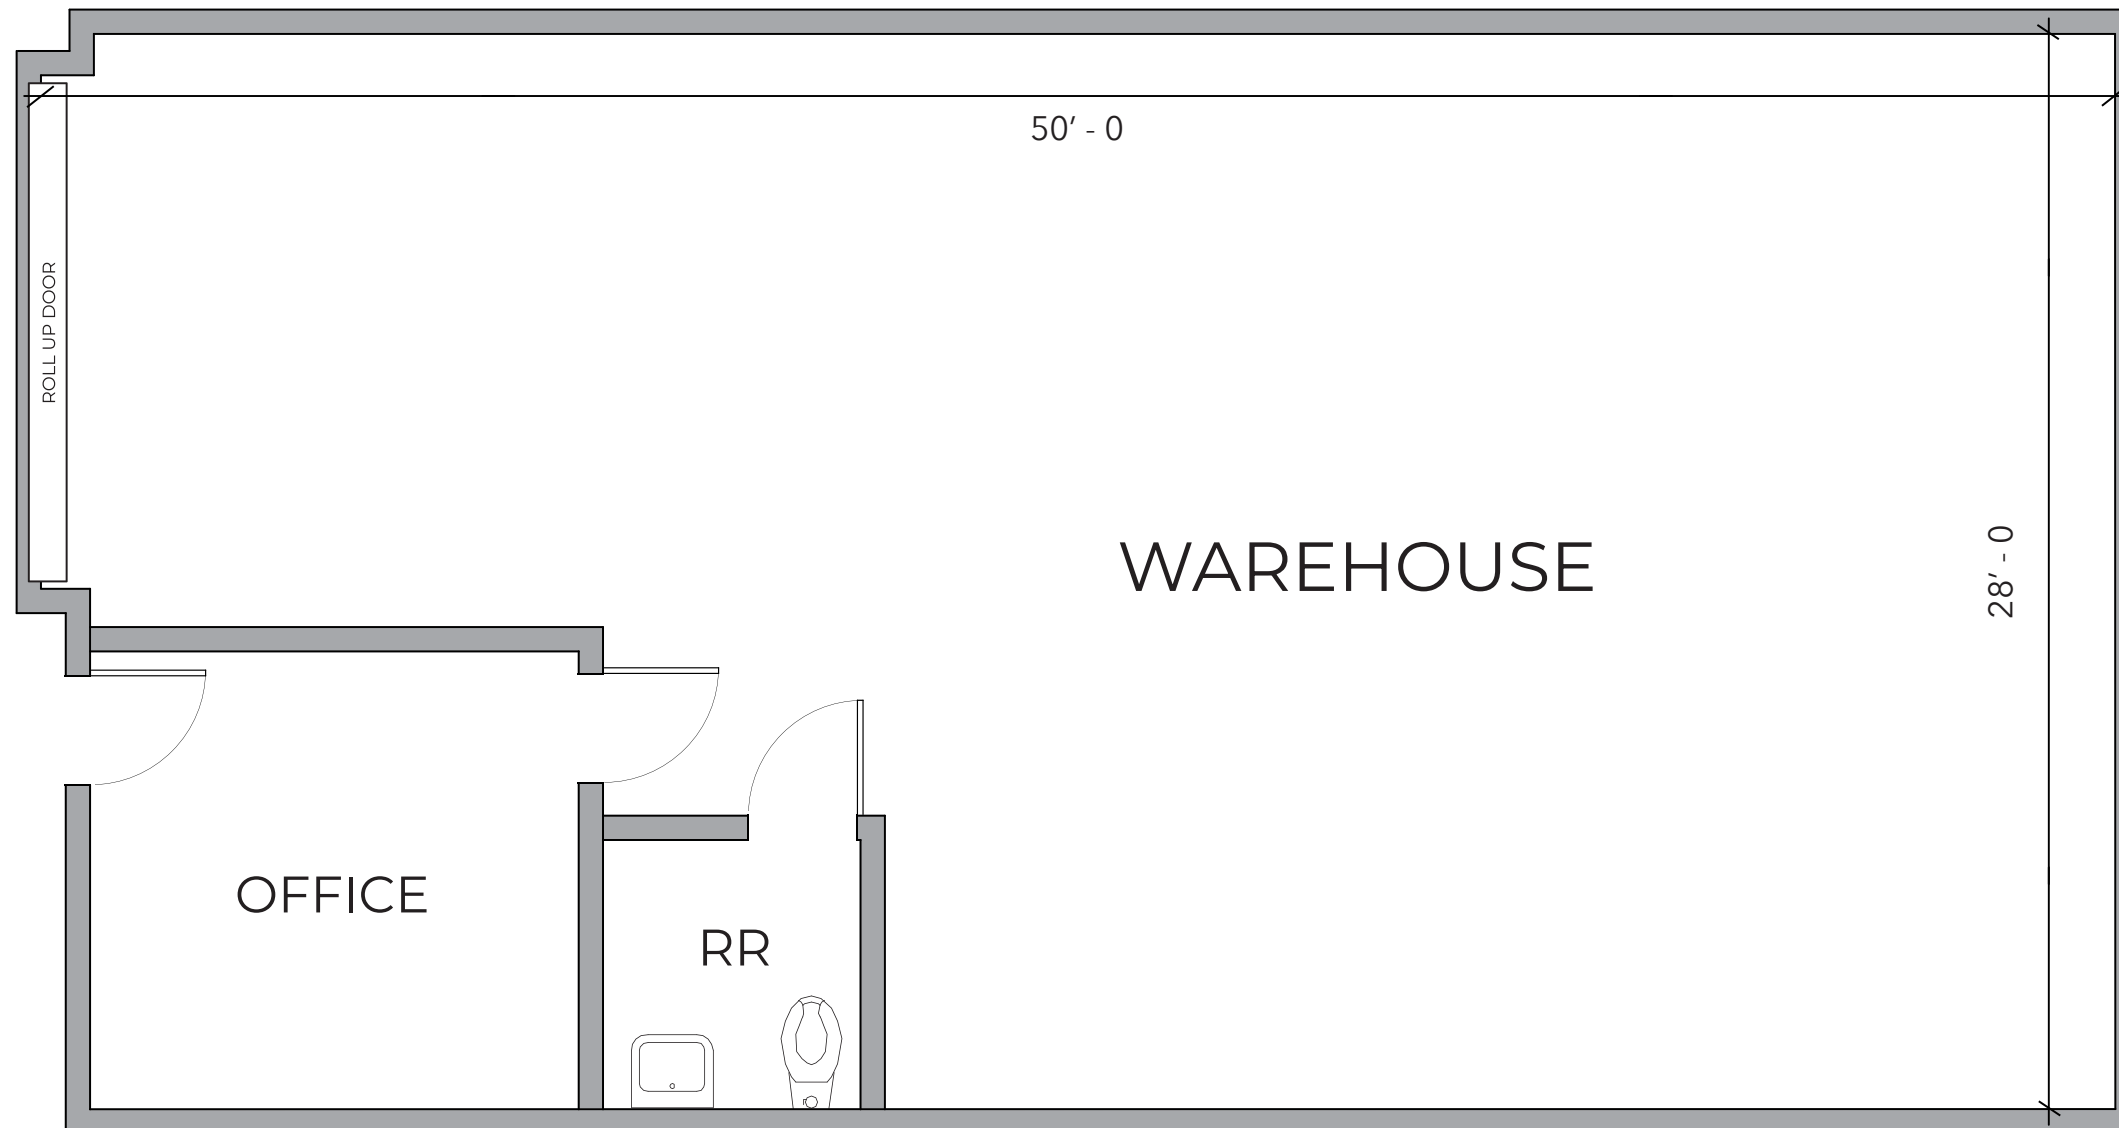 50′ - 0
ROLL UP DOOR
WAREHOUSE
28′ - 0
OFFICE
RR